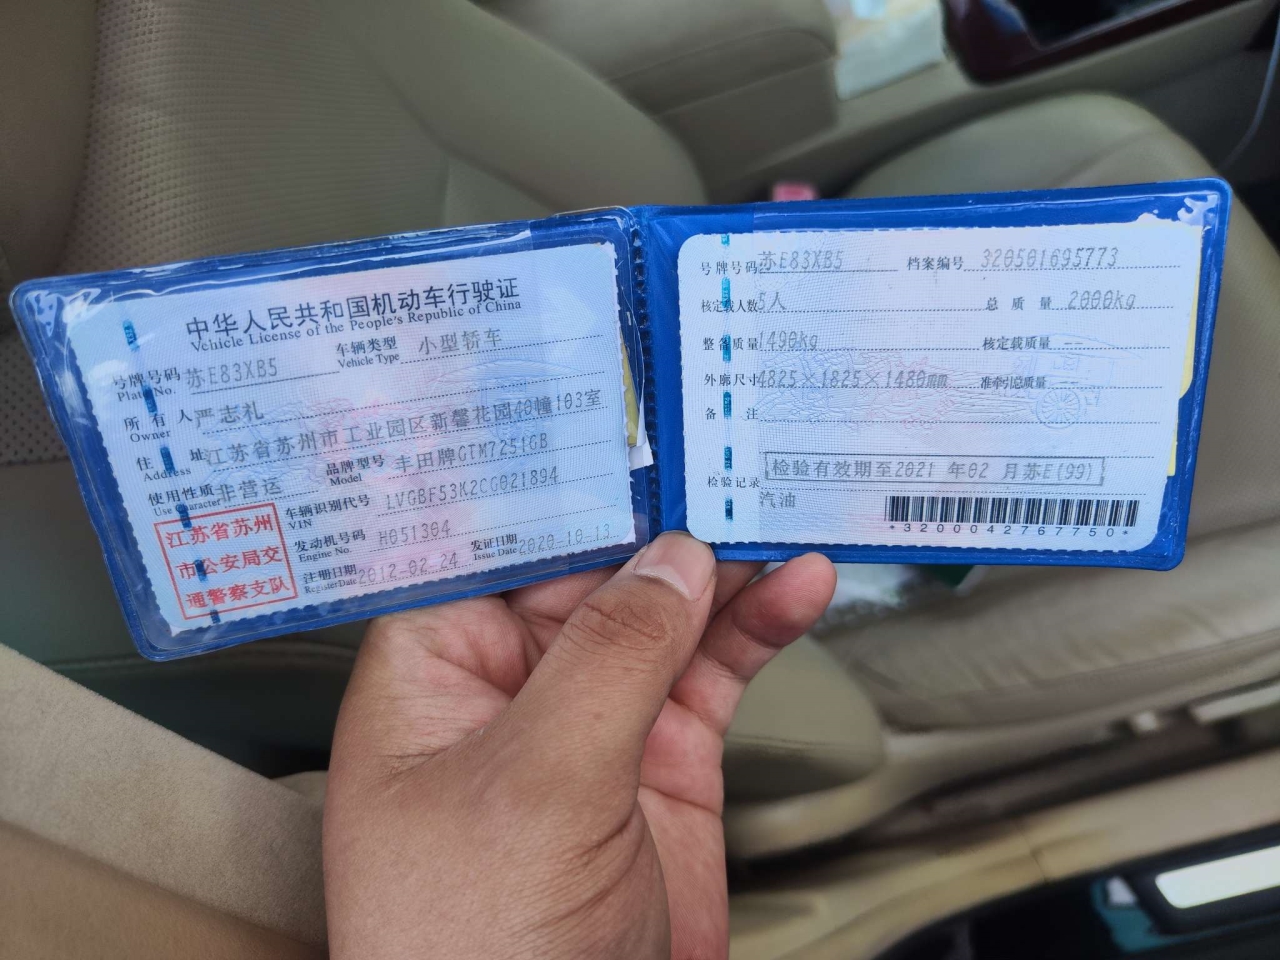 中华人民共和国机动车行驶证
Vehicle License of the People's Republic of China
号牌号码 苏E83XB5 车辆类型 小型轿车
Plate No. Vehicle Type
所有人 严志礼
Owner
住址 江苏省苏州市工业园区新馨花园40幢103室
Address
使用性质 非营运 品牌型号 丰田牌GTM7251GB
Use Character Model
江苏省苏州市公安局交通警察支队
车辆识别代号 LVGBF53K2CG021894
VIN
发动机号码 H051304
Engine No.
注册日期 2012-02-24 发证日期 2020-10-13
Register Date Issue Date
号牌号码 苏E83XB5 档案编号 320501695773
核定载人数 5人 总质量 2000kg
整备质量 1490kg 核定载质量 --
外廓尺寸 4825×1825×1480mm 准牵引总质量 --
备注
检验有效期至2021年02月苏E(99)
检验记录
汽油
*3200042767750*